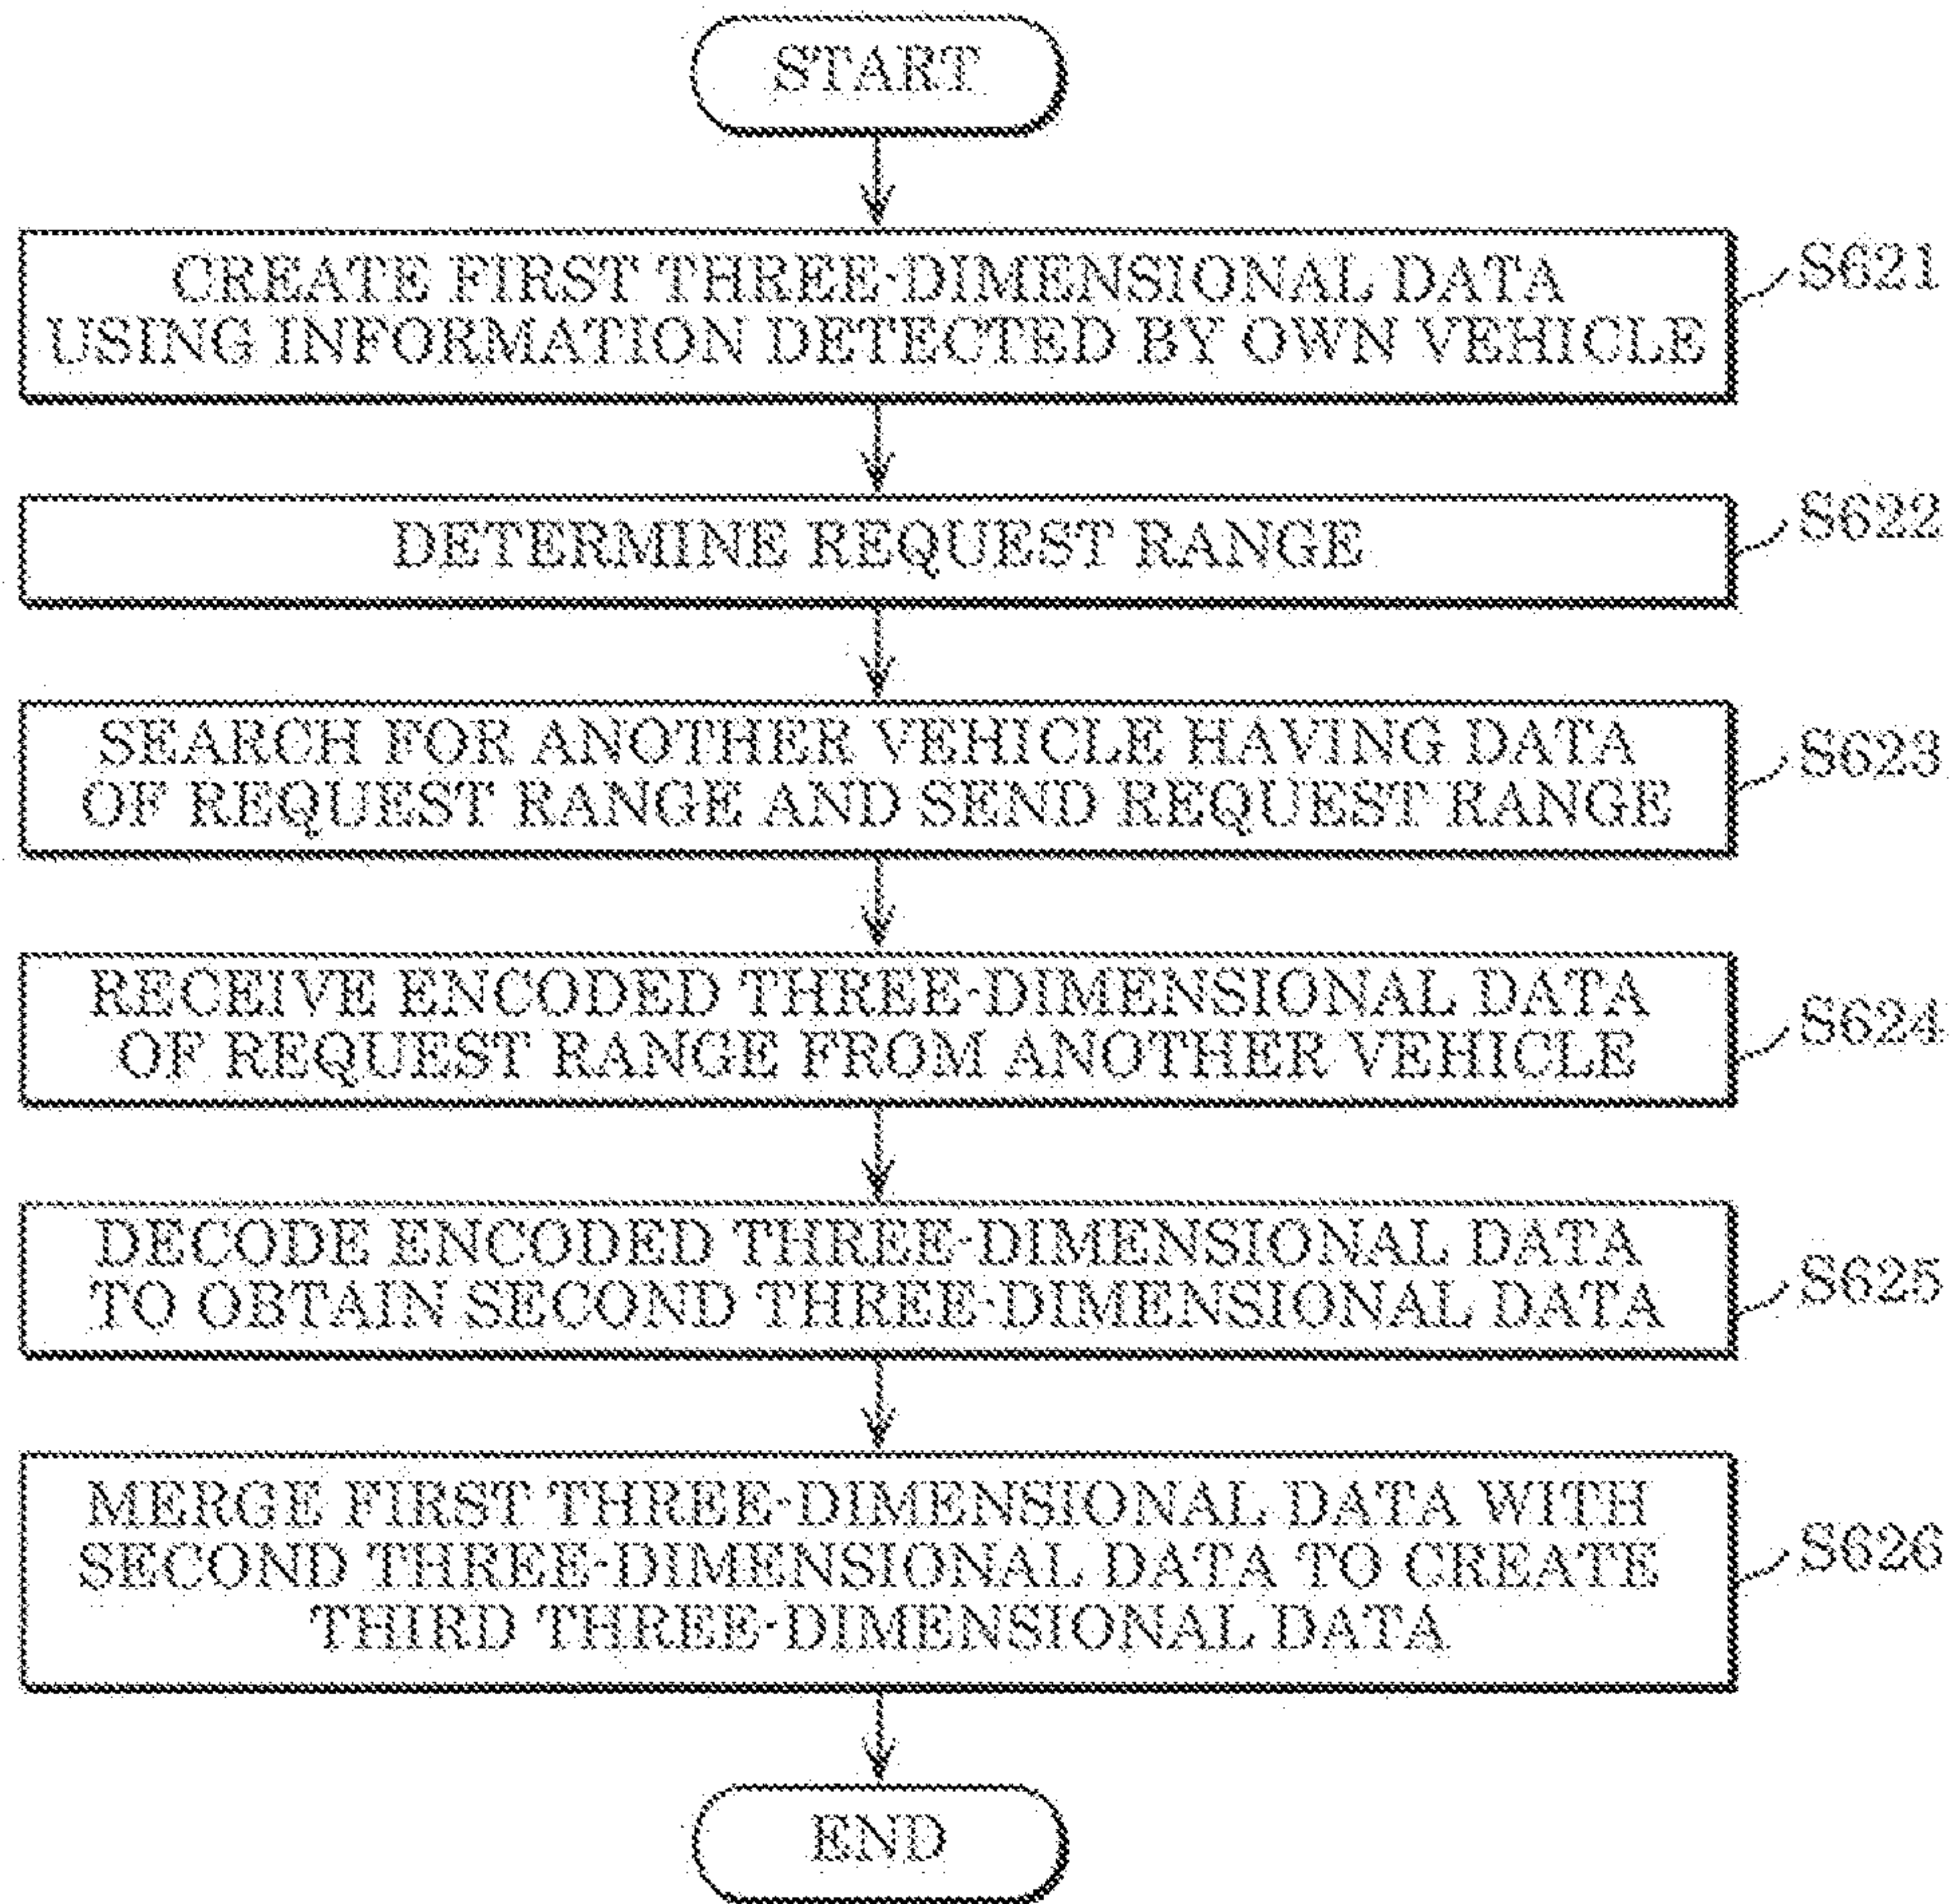 START
CREATE FIRST THREE-DIMENSIONAL DATA
USING INFORMATION DETECTED BY OWN VEHICLE
S621
DETERMINE REQUEST RANGE
S622
SEARCH FOR ANOTHER VEHICLE HAVING DATA
OF REQUEST RANGE AND SEND REQUEST RANGE
S623
RECEIVE ENCODED THREE-DIMENSIONAL DATA
OF REQUEST RANGE FROM ANOTHER VEHICLE
S624
DECODE ENCODED THREE-DIMENSIONAL DATA
TO OBTAIN SECOND THREE-DIMENSIONAL DATA
S625
MERGE FIRST THREE-DIMENSIONAL DATA WITH
SECOND THREE-DIMENSIONAL DATA TO CREATE
THIRD THREE-DIMENSIONAL DATA
S626
END